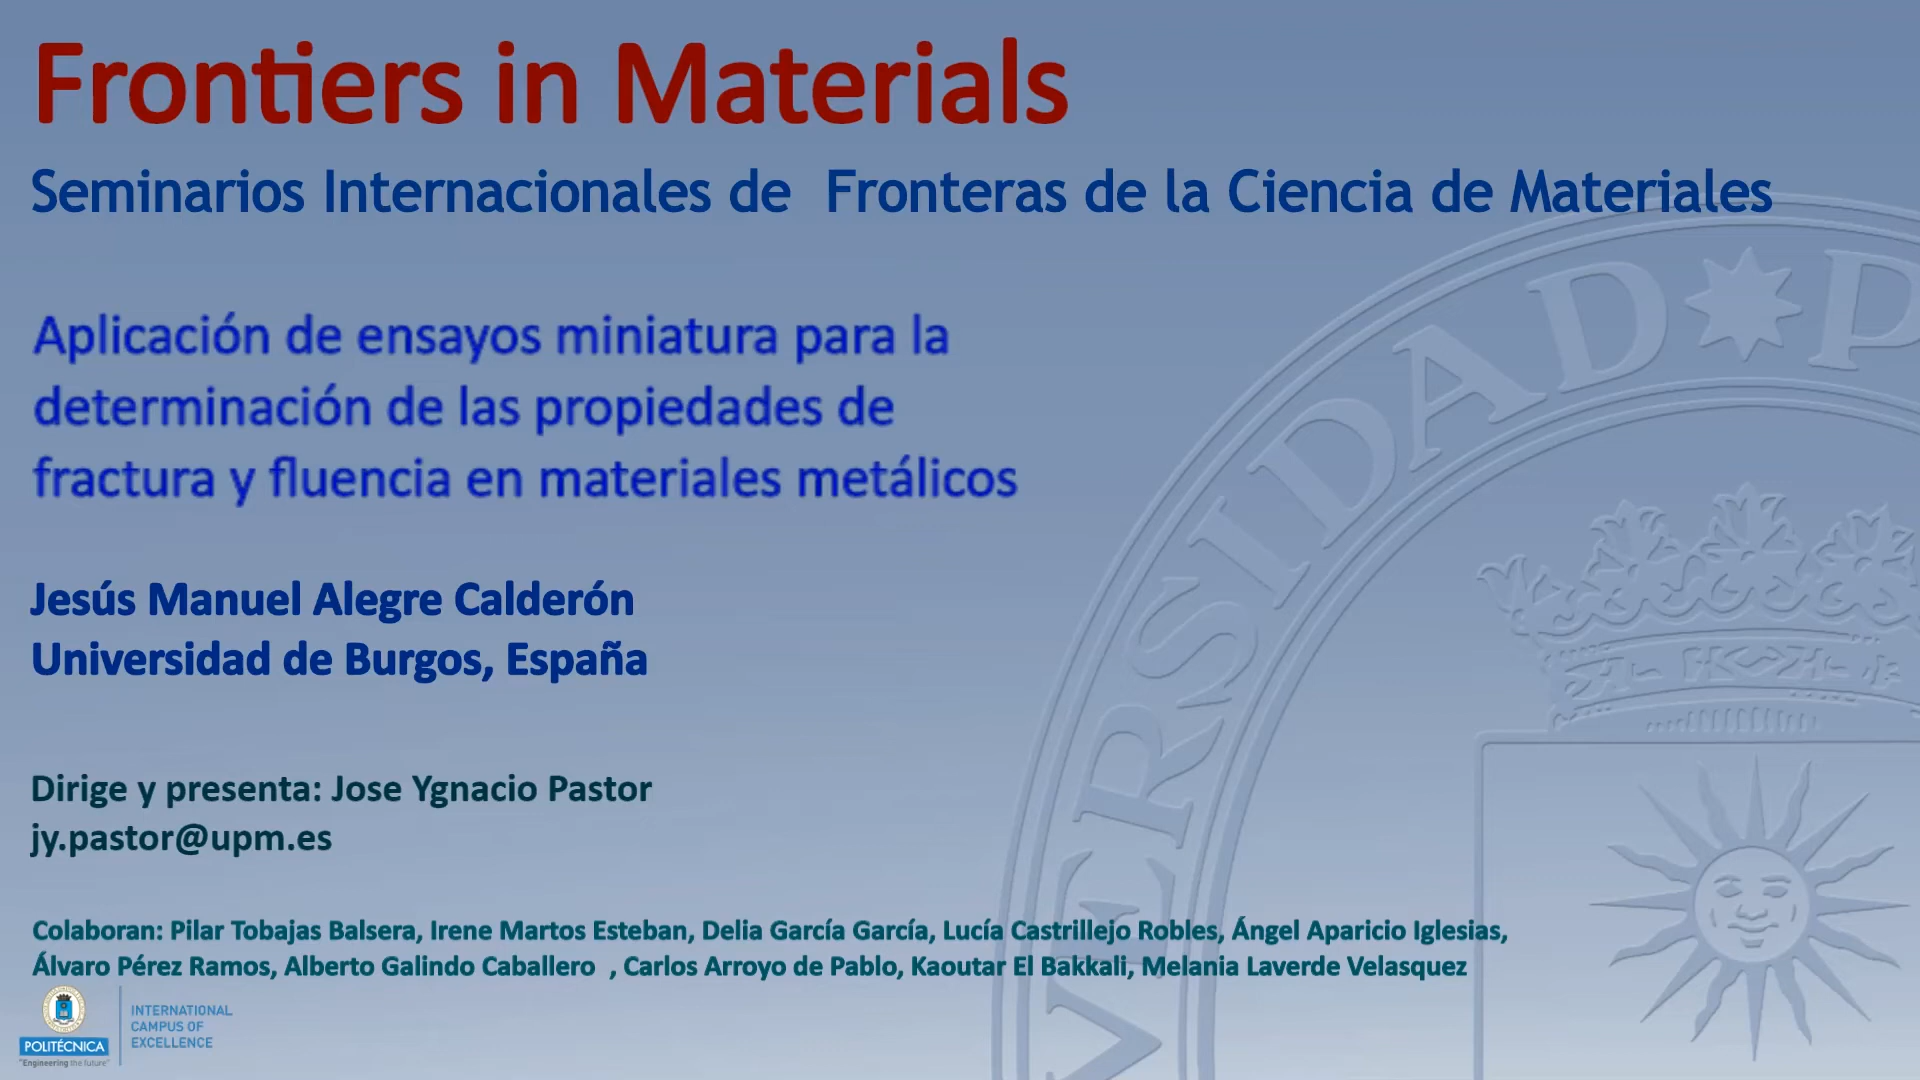 Frontiers in Materials
Seminarios Internacionales de Fronteras de la Ciencia de Materiales
Aplicación de ensayos miniatura para la
determinación de las propiedades de
fractura y fluencia en materiales metálicos
Jesús Manuel Alegre Calderón
Universidad de Burgos, España
Dirige y presenta: Jose Ygnacio Pastor
jy.pastor@upm.es
Colaboran: Pilar Tobajas Balsera, Irene Martos Esteban, Delia García García, Lucía Castrillejo Robles, Ángel Aparicio Iglesias,
Álvaro Pérez Ramos, Alberto Galindo Caballero , Carlos Arroyo de Pablo, Kaoutar El Bakkali, Melania Laverde Velasquez
INTERNATIONAL
CAMPUS OF
EXCELLENCE
POLITÉCNICA
"Engineering the future"
VERSIDAD P